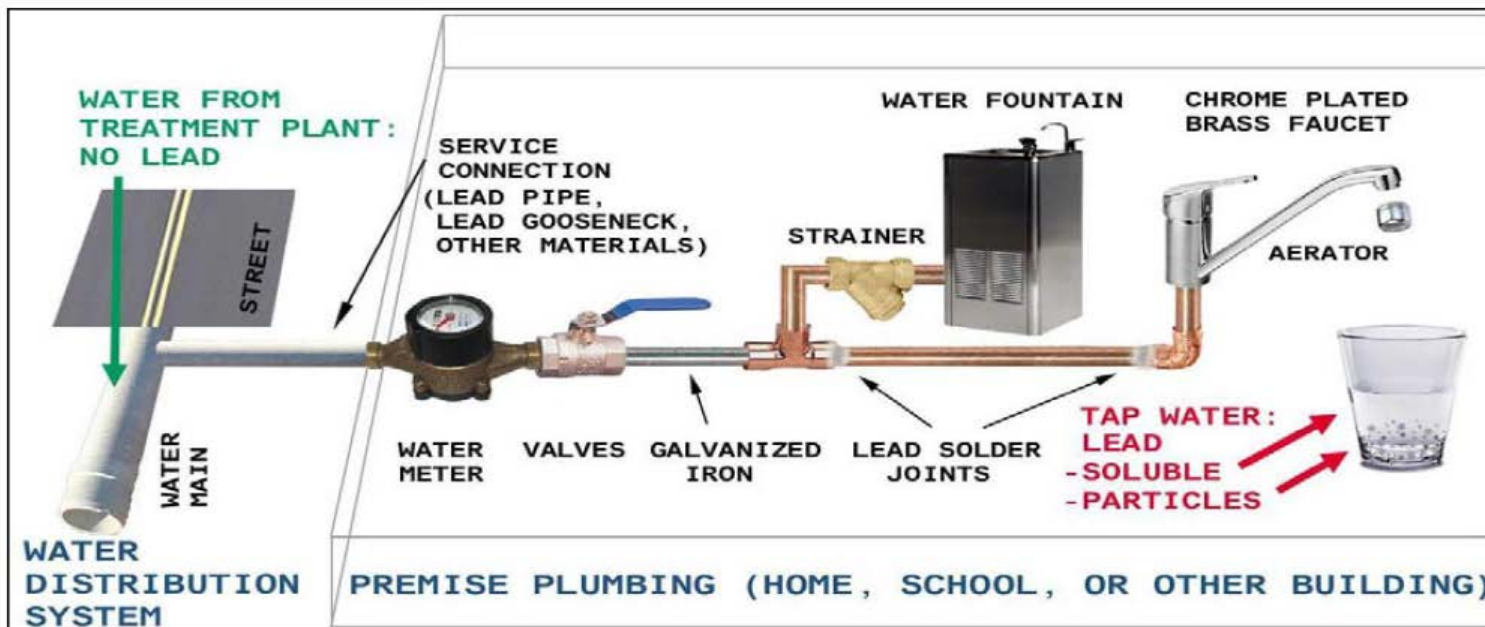 WATER FROM
TREATMENT PLANT:
NO LEAD
SERVICE
CONNECTION
(LEAD PIPE,
LEAD GOOSENECK,
OTHER MATERIALS)
STREET
WATER FOUNTAIN
CHROME PLATED
BRASS FAUCET
STRAINER
AERATOR
WATER
MAIN
WATER
METER
VALVES
GALVANIZED
IRON
LEAD SOLDER
JOINTS
TAP WATER:
LEAD
-SOLUBLE
-PARTICLES
WATER
DISTRIBUTION
SYSTEM
PREMISE PLUMBING (HOME, SCHOOL, OR OTHER BUILDING)